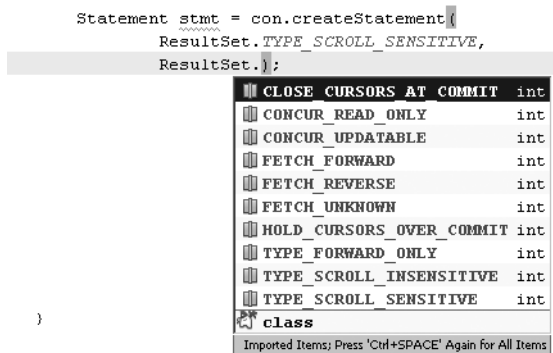 Statement stmt = con.createStatement(
ResultSet.TYPE_SCROLL_SENSITIVE,
ResultSet.);
CLOSE_CURSORS_AT_COMMIT int
CONCUR_READ_ONLY int
CONCUR_UPDATABLE int
FETCH_FORWARD int
FETCH_REVERSE int
FETCH_UNKNOWN int
HOLD_CURSORS_OVER_COMMIT int
TYPE_FORWARD_ONLY int
TYPE_SCROLL_INSENSITIVE int
TYPE_SCROLL_SENSITIVE int
}
class
Imported Items; Press 'Ctrl+SPACE' Again for All Items